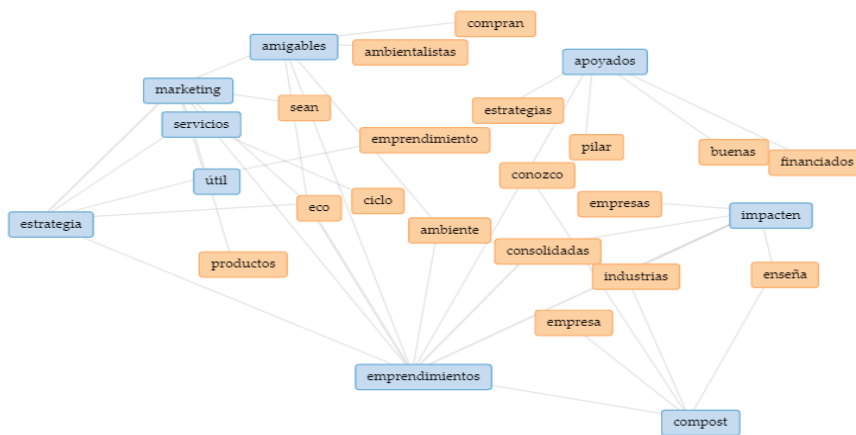 compran
amigables
ambientalistas
apoyados
marketing
sean
estrategias
servicios
emprendimiento
pilar
buenas
financiados
conozco
útil
eco
ciclo
empresas
impacten
estrategia
ambiente
consolidadas
productos
industrias
enseña
empresa
emprendimientos
compost